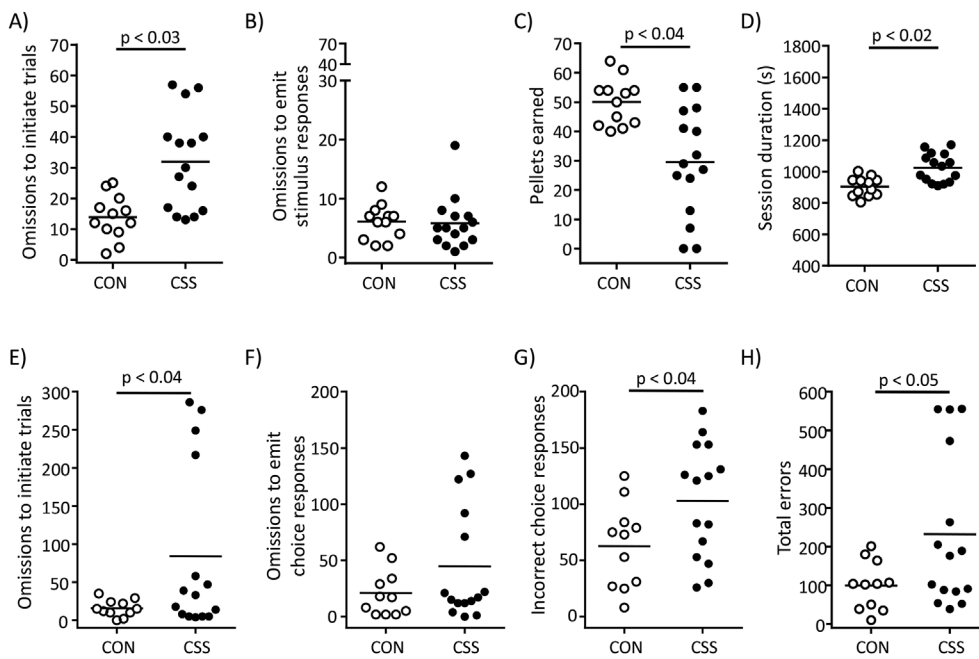 A)
p < 0.03
Omissions to initiate trials
70
60
50
40
30
20
10
0
CON
CSS
B)
Omissions to emit
stimulus responses
70
40
30
20
10
0
CON
CSS
C)
p < 0.04
Pellets earned
70
60
50
40
30
20
10
0
CON
CSS
D)
p < 0.02
Session duration (s)
1800
1600
1400
1200
1000
800
600
400
CON
CSS
E)
p < 0.04
Omissions to initiate trials
300
250
200
150
100
50
0
CON
CSS
F)
Omissions to emit
choice responses
200
150
100
50
0
CON
CSS
G)
p < 0.04
Incorrect choice responses
200
150
100
50
0
CON
CSS
H)
p < 0.05
Total errors
600
500
400
300
200
100
0
CON
CSS